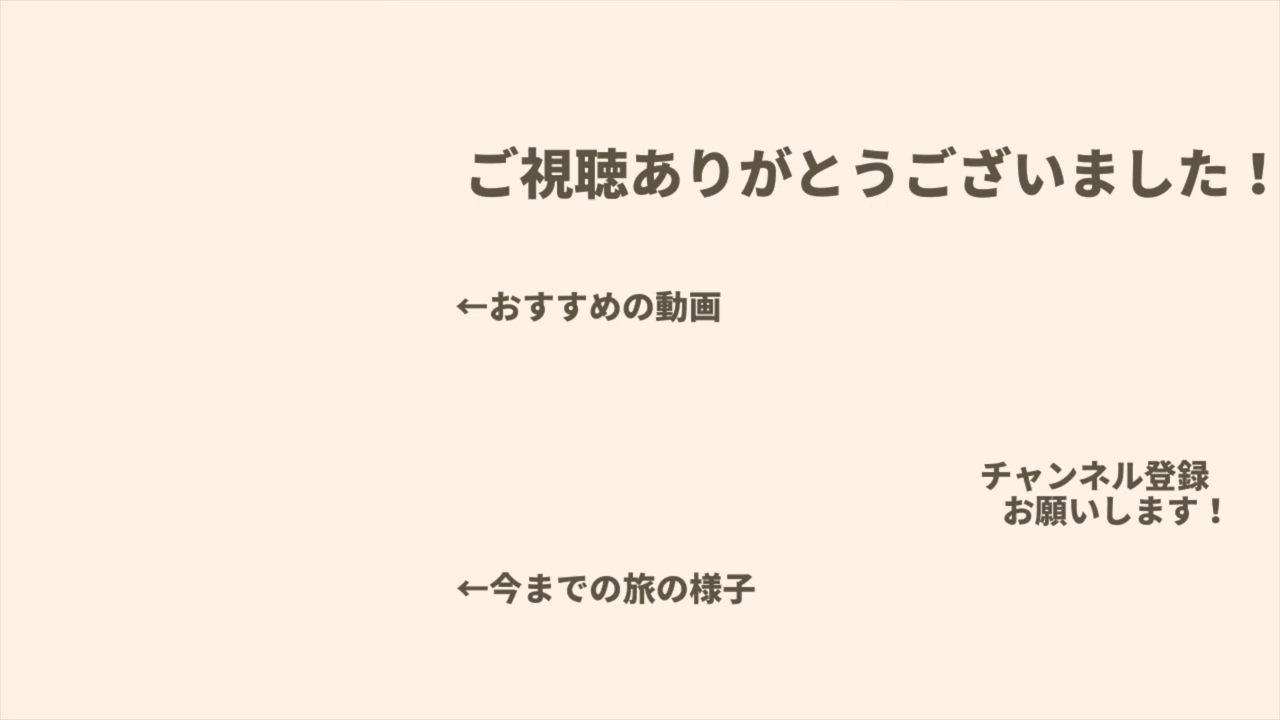 ご視聴ありがとうございました！
←おすすめの動画
チャンネル登録
お願いします！
←今までの旅の様子